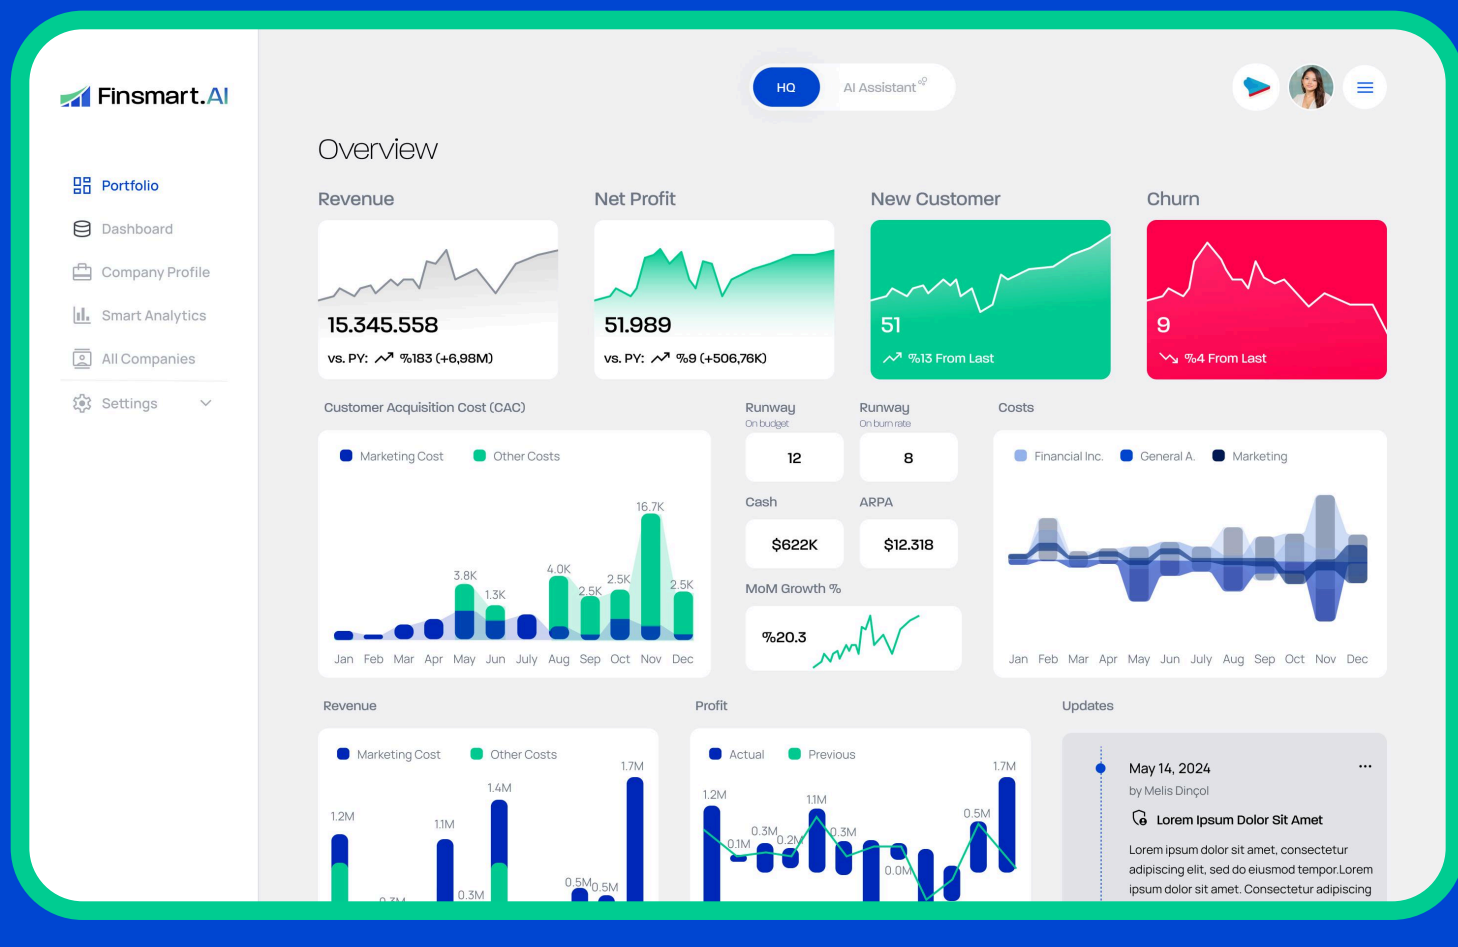 Finsmart.AI
HQ
AI Assistant
Portfolio
Dashboard
Company Profile
Smart Analytics
All Companies
Settings
Overview
Revenue
15.345.558
vs. PY: %183 (+6,98M)
Net Profit
51.989
vs. PY: %9 (+506,76K)
New Customer
51
%13 From Last
Churn
9
%4 From Last
Customer Acquisition Cost (CAC)
Marketing Cost Other Costs
16.7K
3.8K
4.0K
1.3K
2.5K
2.5K
2.5K
Jan Feb Mar Apr May Jun July Aug Sep Oct Nov Dec
Runway
On budget
12
Runway
On burn rate
8
Cash
$622K
ARPA
$12.318
MoM Growth %
%20.3
Costs
Financial Inc. General A. Marketing
Jan Feb Mar Apr May Jun July Aug Sep Oct Nov Dec
Revenue
Marketing Cost Other Costs
1.7M
1.4M
1.2M
1.1M
0.5M
0.5M
0.3M
0.3M
Profit
Actual Previous
1.7M
1.2M
1.1M
0.5M
0.3M
0.3M
0.2M
0.1M
0.0M
Updates
May 14, 2024
by Melis Dinçol
Lorem Ipsum Dolor Sit Amet
Lorem ipsum dolor sit amet, consectetur
adipiscing elit, sed do eiusmod tempor.Lorem
ipsum dolor sit amet. Consectetur adipiscing